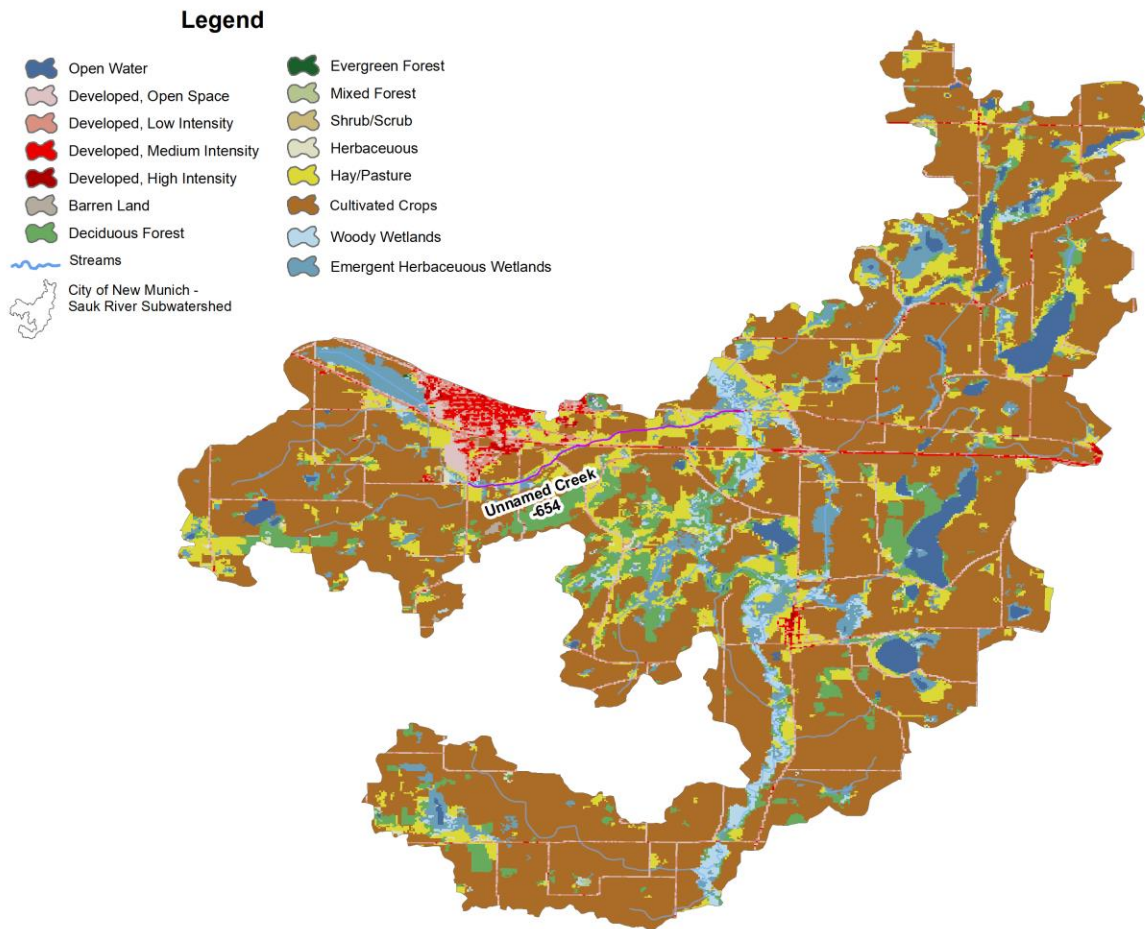 Legend
Open Water
Developed, Open Space
Developed, Low Intensity
Developed, Medium Intensity
Developed, High Intensity
Barren Land
Deciduous Forest
Streams
City of New Munich -
Sauk River Subwatershed
Evergreen Forest
Mixed Forest
Shrub/Scrub
Herbaceuous
Hay/Pasture
Cultivated Crops
Woody Wetlands
Emergent Herbaceuous Wetlands
Unnamed Creek
-654